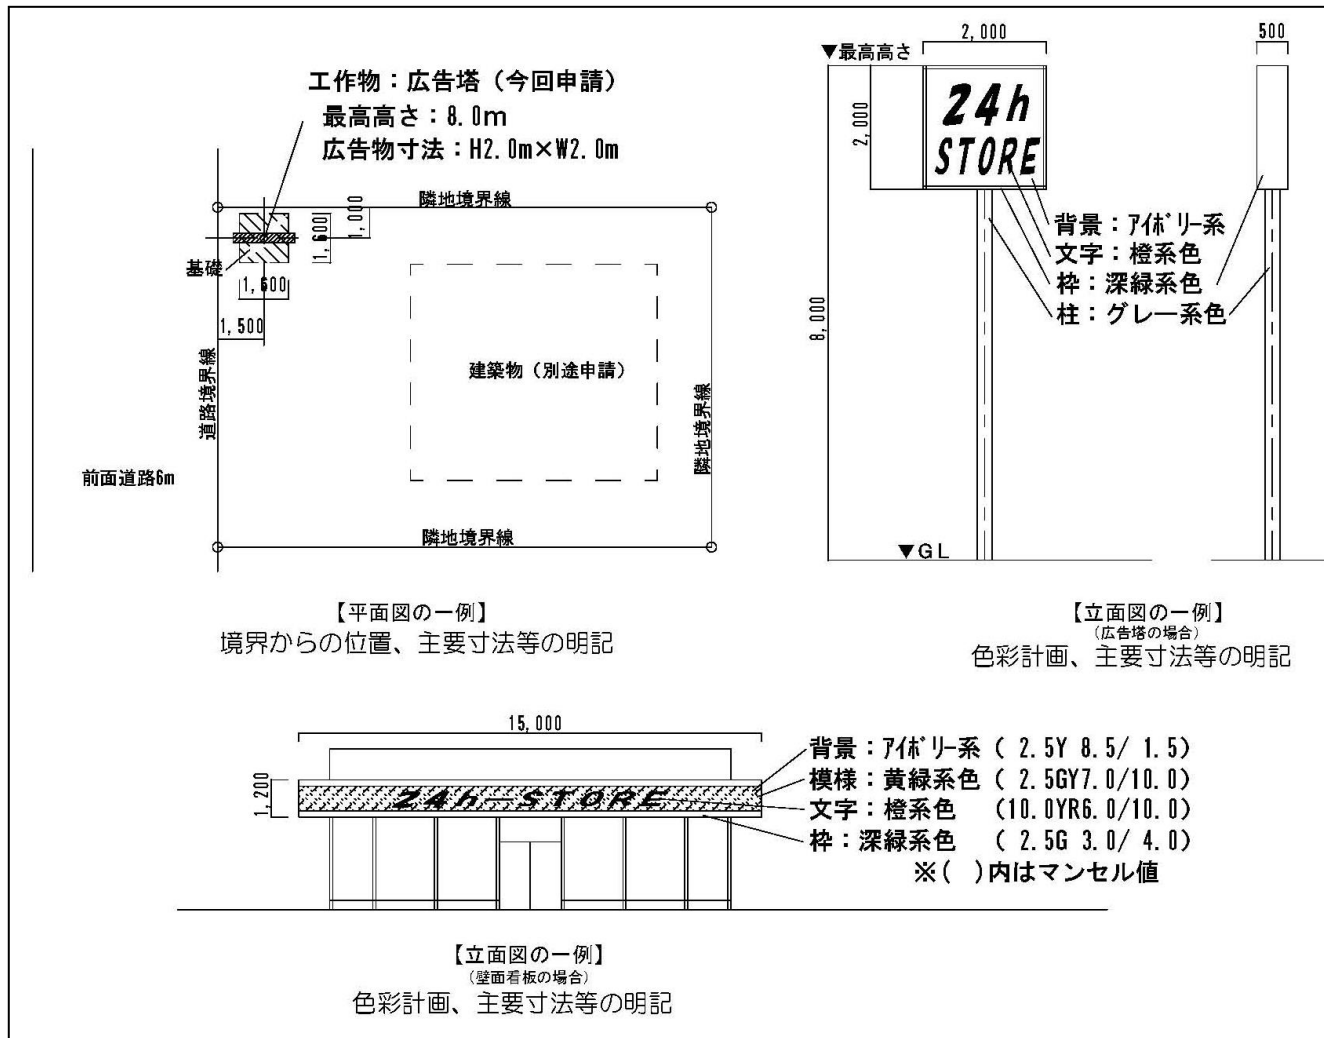 工作物：広告塔（今回申請）
最高高さ：8.0m
広告物寸法：H2.0m×W2.0m
隣地境界線
1,000
1,600
基礎
1,600
1,500
道路境界線
建築物（別途申請）
隣地境界線
前面道路6m
隣地境界線
【平面図の一例】
境界からの位置、主要寸法等の明記
▼最高高さ
2,000
500
2,000
24h
STORE
背景：ｱｲﾎﾞﾘｰ系
文字：橙系色
枠：深緑系色
柱：グレー系色
8,000
▼GL
【立面図の一例】
（広告塔の場合）
色彩計画、主要寸法等の明記
15,000
1,200
24h-STORE
背景：ｱｲﾎﾞﾘｰ系 ( 2.5Y 8.5/ 1.5)
模様：黄緑系色 ( 2.5GY7.0/10.0)
文字：橙系色 (10.0YR6.0/10.0)
枠：深緑系色 ( 2.5G 3.0/ 4.0)
※( )内はマンセル値
【立面図の一例】
（壁面看板の場合）
色彩計画、主要寸法等の明記